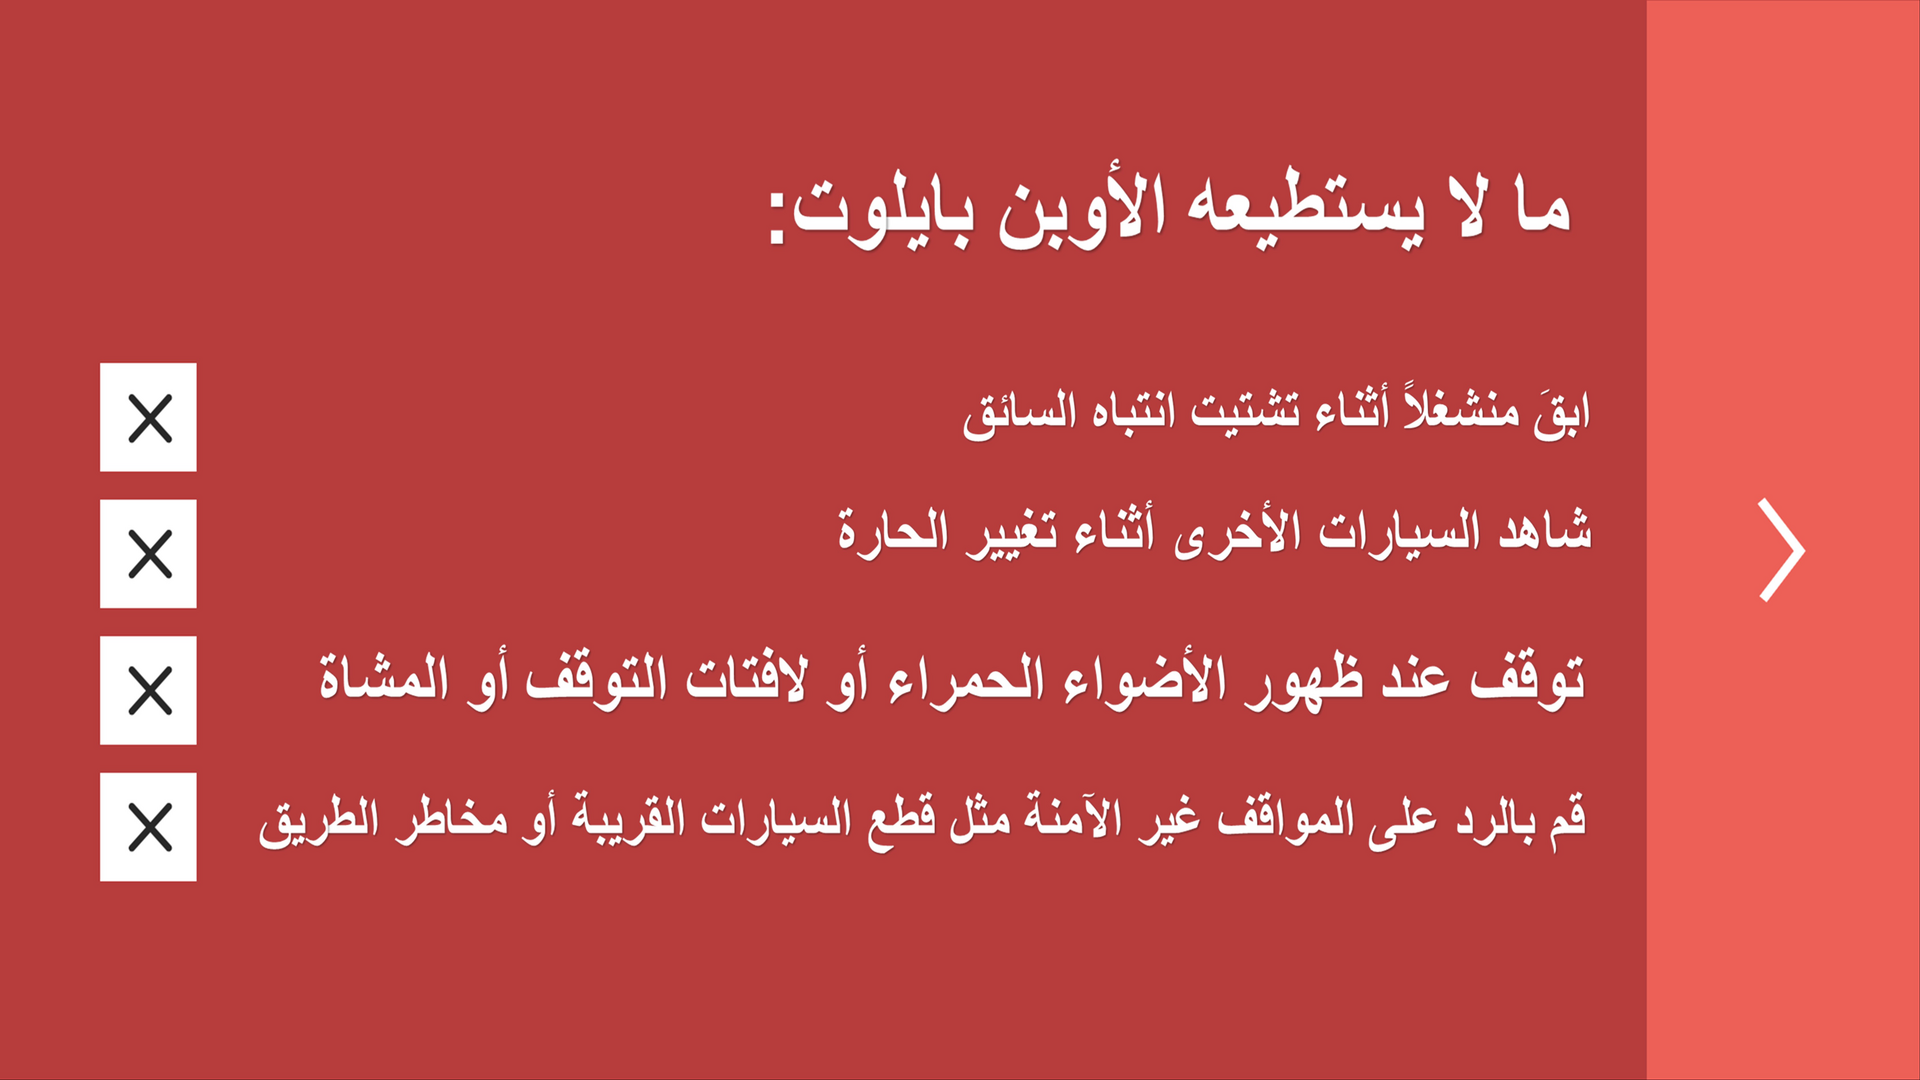 ما لا يستطيعه الأوبن بايلوت:
ابقَ منشغلاً أثناء تشتيت انتباه السائق
شاهد السيارات الأخرى أثناء تغيير الحارة
توقف عند ظهور الأضواء الحمراء أو لافتات التوقف أو المشاة
قم بالرد على المواقف غير الآمنة مثل قطع السيارات القريبة أو مخاطر الطريق